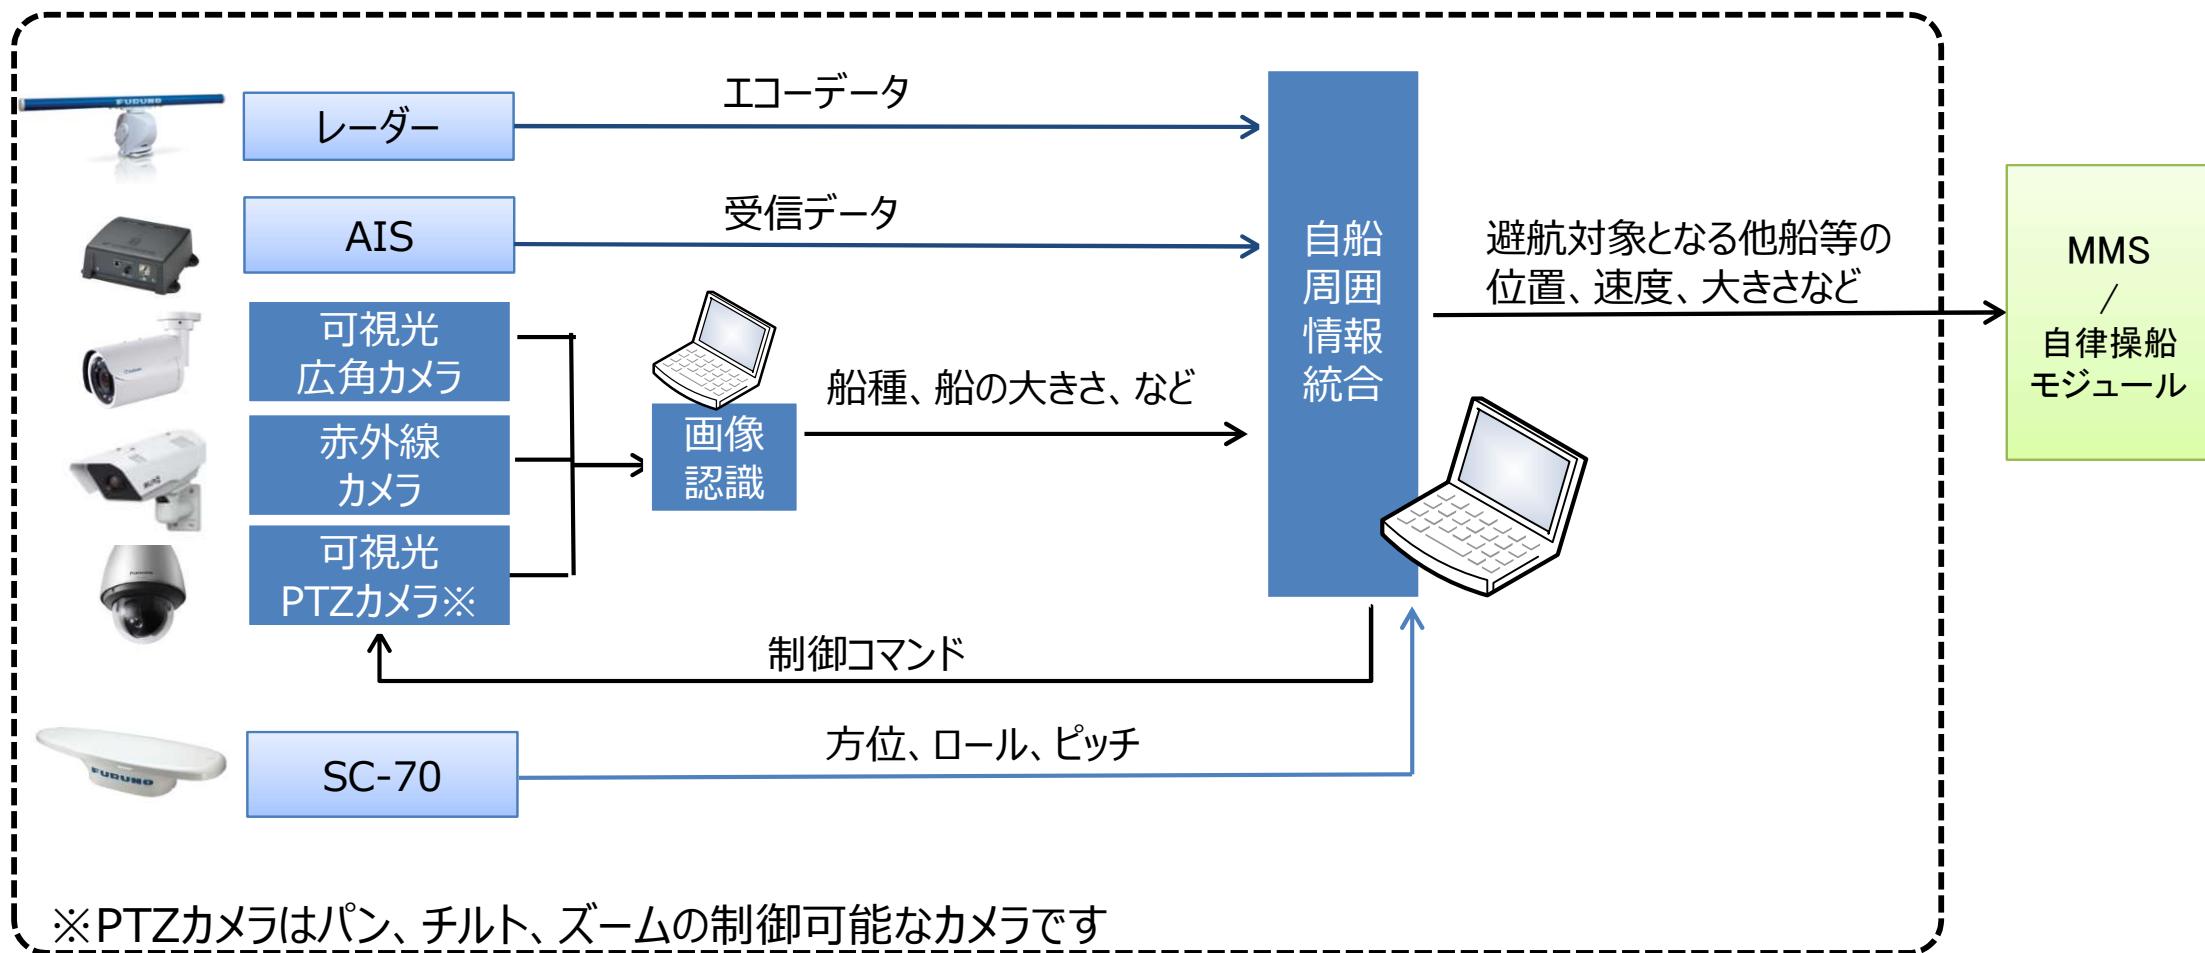 FURUNO
レーダー
エコーデータ
AIS
受信データ
可視光
広角カメラ
赤外線
カメラ
可視光
PTZカメラ※
画像
認識
船種、船の大きさ、など
自船
周囲
情報
統合
避航対象となる他船等の
位置、速度、大きさなど
MMS
/
自律操船
モジュール
制御コマンド
FURUNO
SC-70
方位、ロール、ピッチ
※PTZカメラはパン、チルト、ズームの制御可能なカメラです